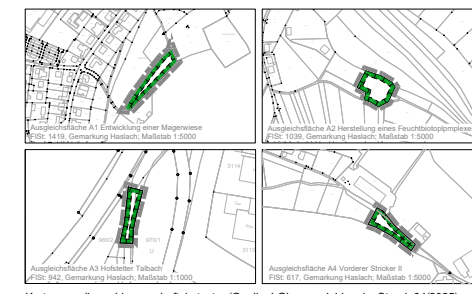 Ausgleichsfläche A1 Entwicklung einer Magerwiese
FlSt: 1419, Gemarkung Haslach; Maßstab 1:5000
Ausgleichsfläche A2 Herstellung eines Feuchtbiotoplpmplexe
FlSt: 1039, Gemarkung Haslach; Maßstab 1:5000
Ausgleichsfläche A3 Hofstetter Talbach
FlSt: 942, Gemarkung Haslach; Maßstab 1:1000
Ausgleichsfläche A4 Vorderer Stricker II
FlSt: 617, Gemarkung Haslach; Maßstab 1:5000